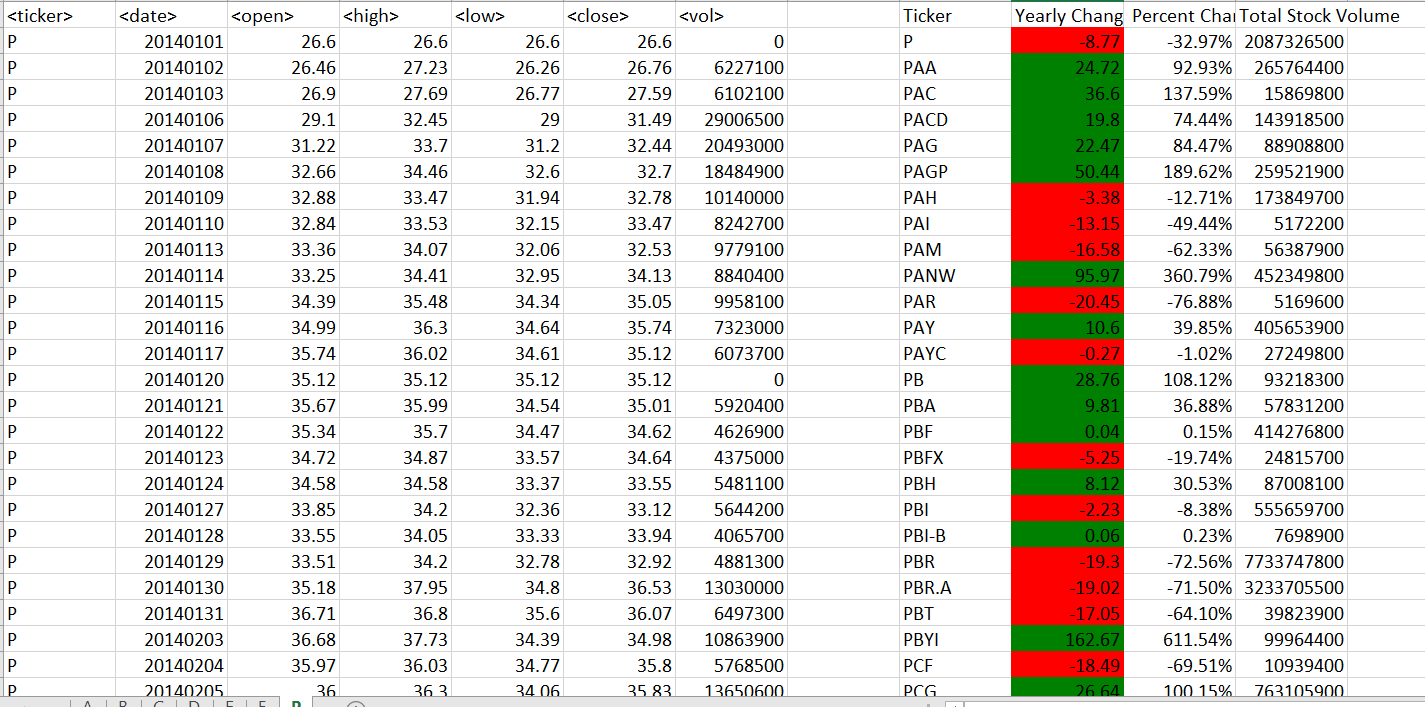 <ticker> <date> <open> <high> <low> <close> <vol> Ticker Yearly Chang Percent Char Total Stock Volume
P 20140101 26.6 26.6 26.6 26.6 0 P -8.77 -32.97% 2087326500
P 20140102 26.46 27.23 26.26 26.76 6227100 PAA 24.72 92.93% 265764400
P 20140103 26.9 27.69 26.77 27.59 6102100 PAC 36.6 137.59% 15869800
P 20140106 29.1 32.45 29 31.49 29006500 PACD 19.8 74.44% 143918500
P 20140107 31.22 33.7 31.2 32.44 20493000 PAG 22.47 84.47% 88908800
P 20140108 32.66 34.46 32.6 32.7 18484900 PAGP 50.44 189.62% 259521900
P 20140109 32.88 33.47 31.94 32.78 10140000 PAH -3.38 -12.71% 173849700
P 20140110 32.84 33.53 32.15 33.47 8242700 PAI -13.15 -49.44% 5172200
P 20140113 33.36 34.07 32.06 32.53 9779100 PAM -16.58 -62.33% 56387900
P 20140114 33.25 34.41 32.95 34.13 8840400 PANW 95.97 360.79% 452349800
P 20140115 34.39 35.48 34.34 35.05 9958100 PAR -20.45 -76.88% 5169600
P 20140116 34.99 36.3 34.64 35.74 7323000 PAY 10.6 39.85% 405653900
P 20140117 35.74 36.02 34.61 35.12 6073700 PAYC -0.27 -1.02% 27249800
P 20140120 35.12 35.12 35.12 35.12 0 PB 28.76 108.12% 93218300
P 20140121 35.67 35.99 34.54 35.01 5920400 PBA 9.81 36.88% 57831200
P 20140122 35.34 35.7 34.47 34.62 4626900 PBF 0.04 0.15% 414276800
P 20140123 34.72 34.87 33.57 34.64 4375000 PBFX -5.25 -19.74% 24815700
P 20140124 34.58 34.58 33.37 33.55 5481100 PBH 8.12 30.53% 87008100
P 20140127 33.85 34.2 32.36 33.12 5644200 PBI -2.23 -8.38% 555659700
P 20140128 33.55 34.05 33.33 33.94 4065700 PBI-B 0.06 0.23% 7698900
P 20140129 33.51 34.2 32.78 32.92 4881300 PBR -19.3 -72.56% 7733747800
P 20140130 35.18 37.95 34.8 36.53 13030000 PBR.A -19.02 -71.50% 3233705500
P 20140131 36.71 36.8 35.6 36.07 6497300 PBT -17.05 -64.10% 39823900
P 20140203 36.68 37.73 34.39 34.98 10863900 PBYI 162.67 611.54% 99964400
P 20140204 35.97 36.03 34.77 35.8 5768500 PCF -18.49 -69.51% 10939400
P 20140205 36 36.3 34.06 35.83 13650600 PCG 26.64 100.15% 763105900